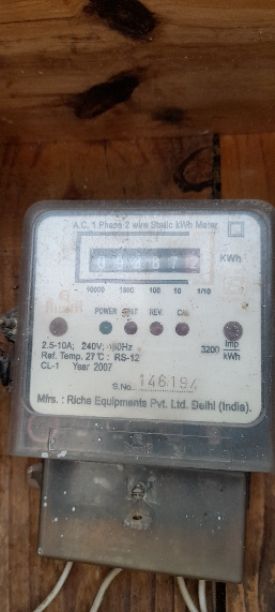 A.C. 1 Phase 2 wire Static kWh Meter
KWh
10000 1000 100 10 1/10
POWER REV. CAL
2.5-10A; 240V; 50Hz
Ref. Temp. 27°C : RS-12
3200 Imp
kWh
CL-1 Year 2007
S.No. 146194
Mfrs. : Riche Equipments Pvt. Ltd. Delhi (India).